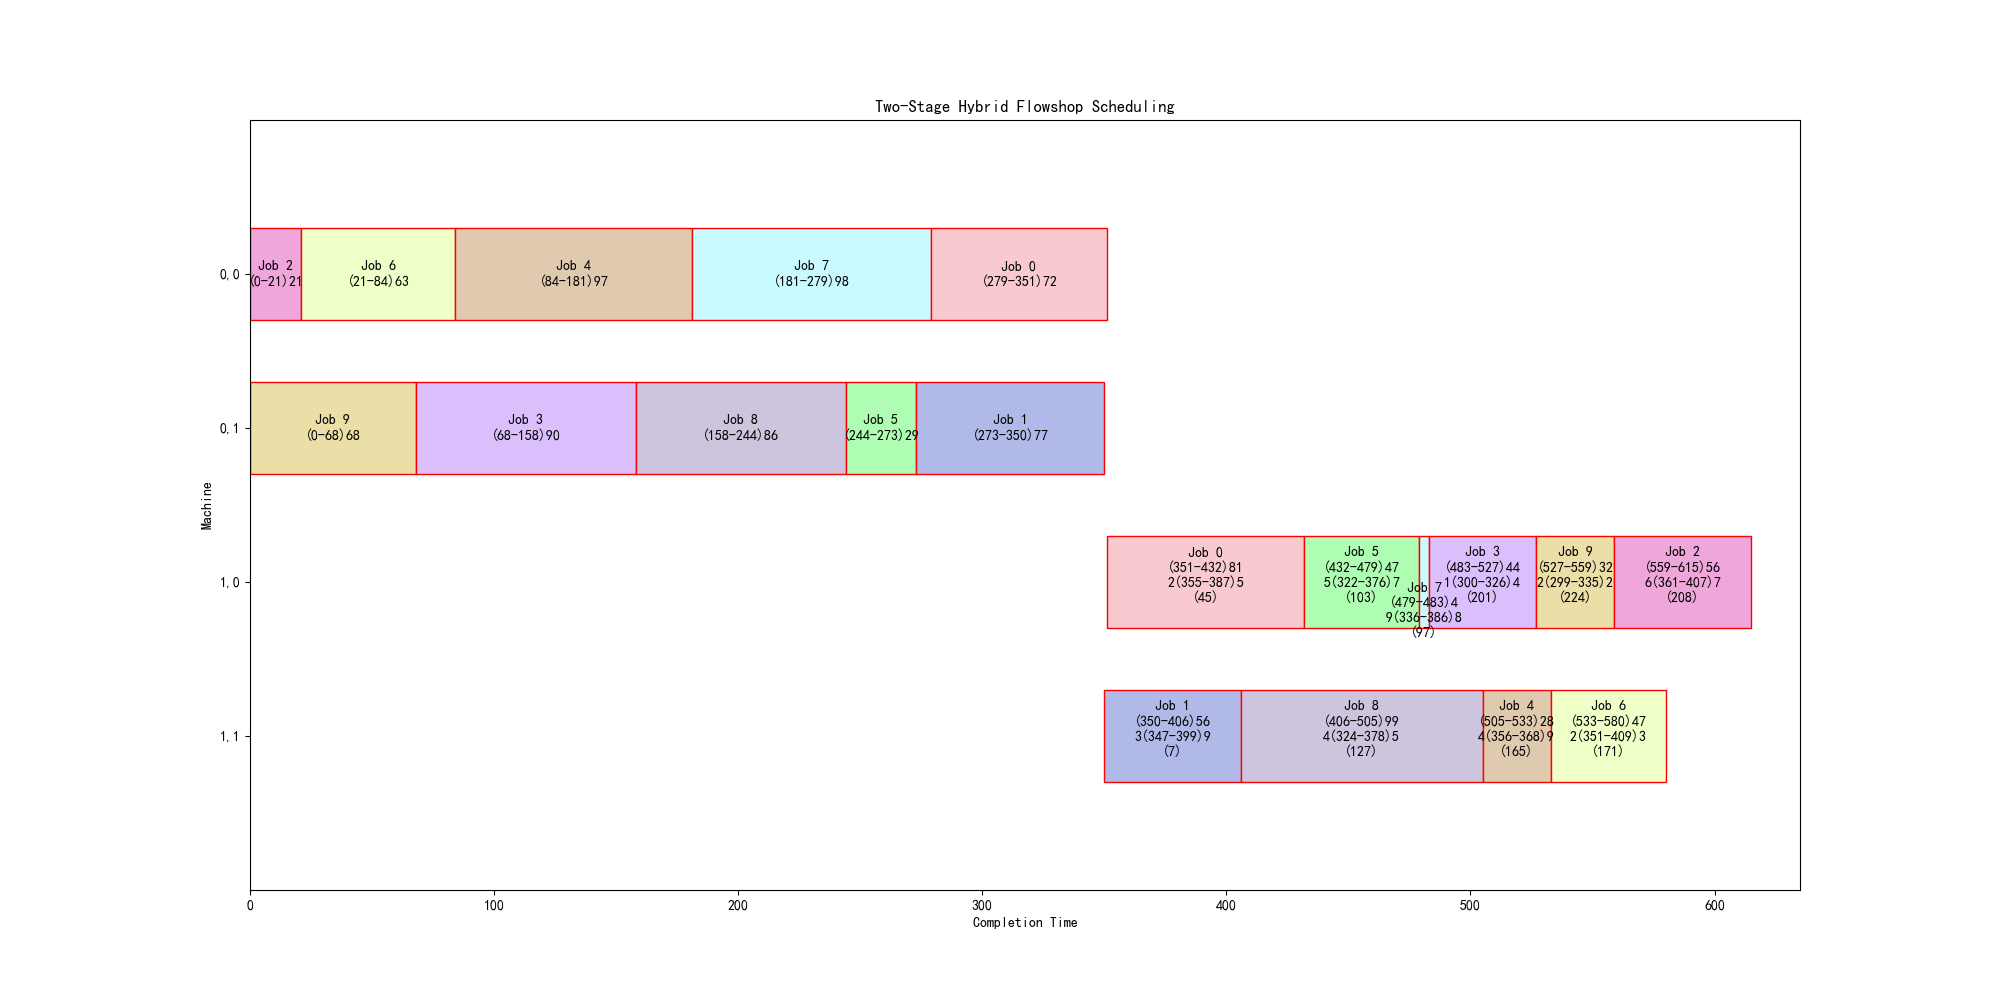 Two-Stage Hybrid Flowshop Scheduling
Machine
0,0
Job 2
(0-21)21
Job 6
(21-84)63
Job 4
(84-181)97
Job 7
(181-279)98
Job 0
(279-351)72
0,1
Job 9
(0-68)68
Job 3
(68-158)90
Job 8
(158-244)86
Job 5
(244-273)29
Job 1
(273-350)77
1,0
Job 0
(351-432)81
2(355-387)5
(45)
Job 5
(432-479)47
5(322-376)7
(103)
Job 7
(479-483)4
9(336-386)8
(97)
Job 3
(483-527)44
1(300-326)4
(201)
Job 9
(527-559)32
2(299-335)2
(224)
Job 2
(559-615)56
6(361-407)7
(208)
1,1
Job 1
(350-406)56
3(347-399)9
(7)
Job 8
(406-505)99
4(324-378)5
(127)
Job 4
(505-533)28
4(356-368)9
(165)
Job 6
(533-580)47
2(351-409)3
(171)
0
100
200
300
400
500
600
Completion Time